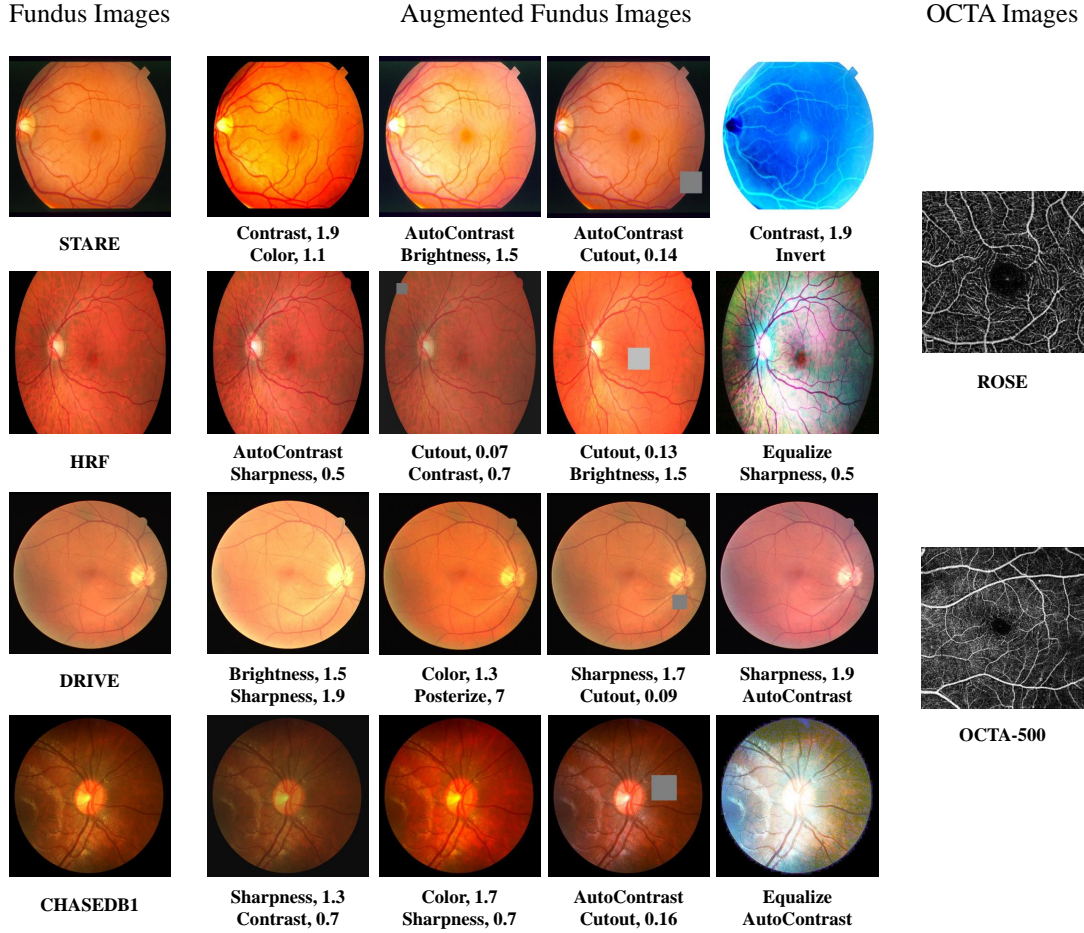 Fundus Images
Augmented Fundus Images
OCTA Images
STARE
Contrast, 1.9
Color, 1.1
AutoContrast
Brightness, 1.5
AutoContrast
Cutout, 0.14
Contrast, 1.9
Invert
HRF
AutoContrast
Sharpness, 0.5
Cutout, 0.07
Contrast, 0.7
Cutout, 0.13
Brightness, 1.5
Equalize
Sharpness, 0.5
ROSE
DRIVE
Brightness, 1.5
Sharpness, 1.9
Color, 1.3
Posterize, 7
Sharpness, 1.7
Cutout, 0.09
Sharpness, 1.9
AutoContrast
OCTA-500
CHASEDB1
Sharpness, 1.3
Contrast, 0.7
Color, 1.7
Sharpness, 0.7
AutoContrast
Cutout, 0.16
Equalize
AutoContrast